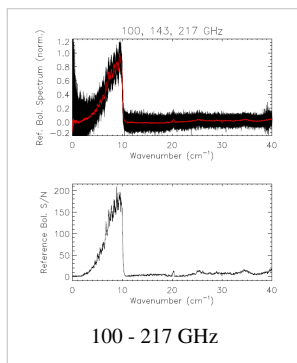 100, 143, 217 GHz
Ref. Bol. Spectrum (norm.)
1.2
1.0
0.8
0.6
0.4
0.2
0.0
-0.2
0 10 20 30 40
Wavenumber (cm⁻¹)
Reference Bol. S/N
200
150
100
50
0
0 10 20 30 40
Wavenumber (cm⁻¹)
100 - 217 GHz